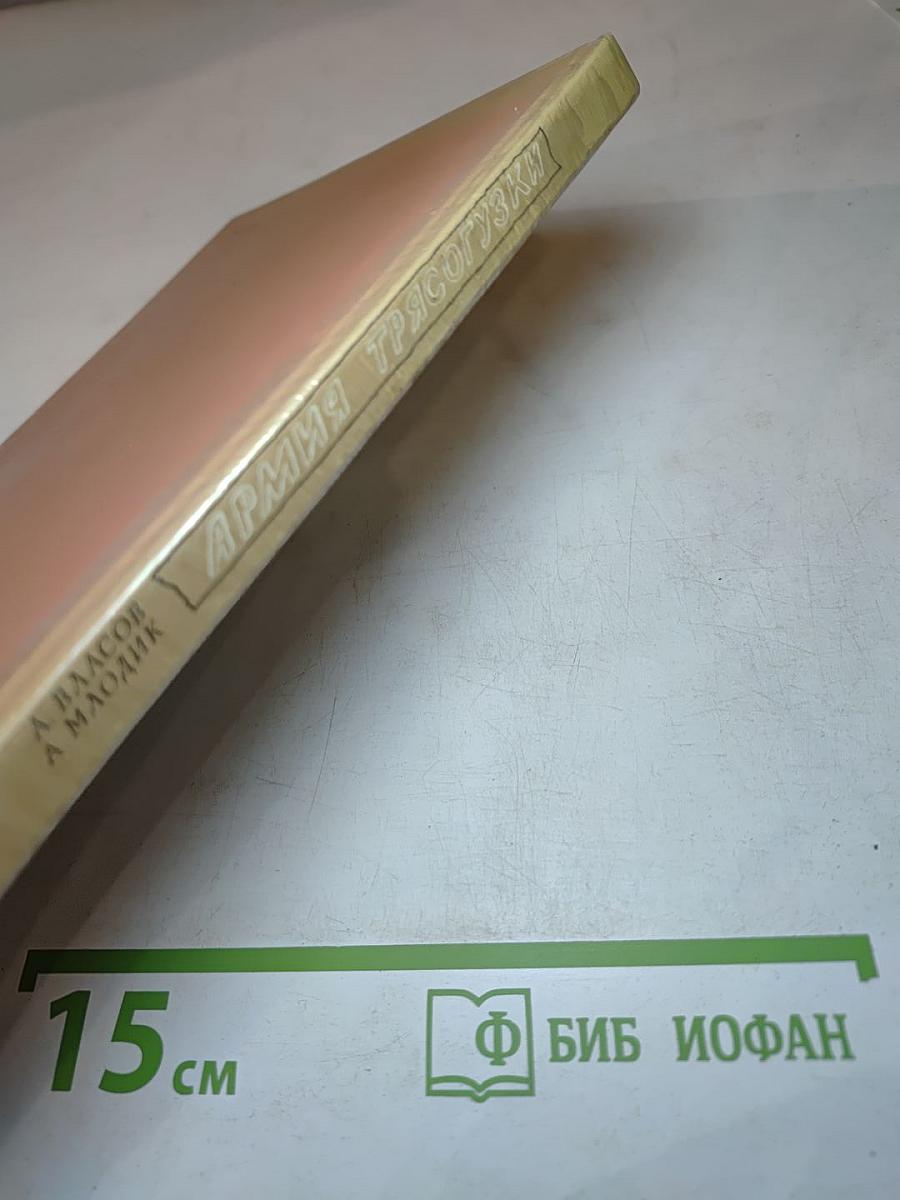 А ВЛАСОВ
А МЛОДИК
АРМИЯ ТРЯСОГУЗКИ
15 см
Ф БИБ ИОФАН